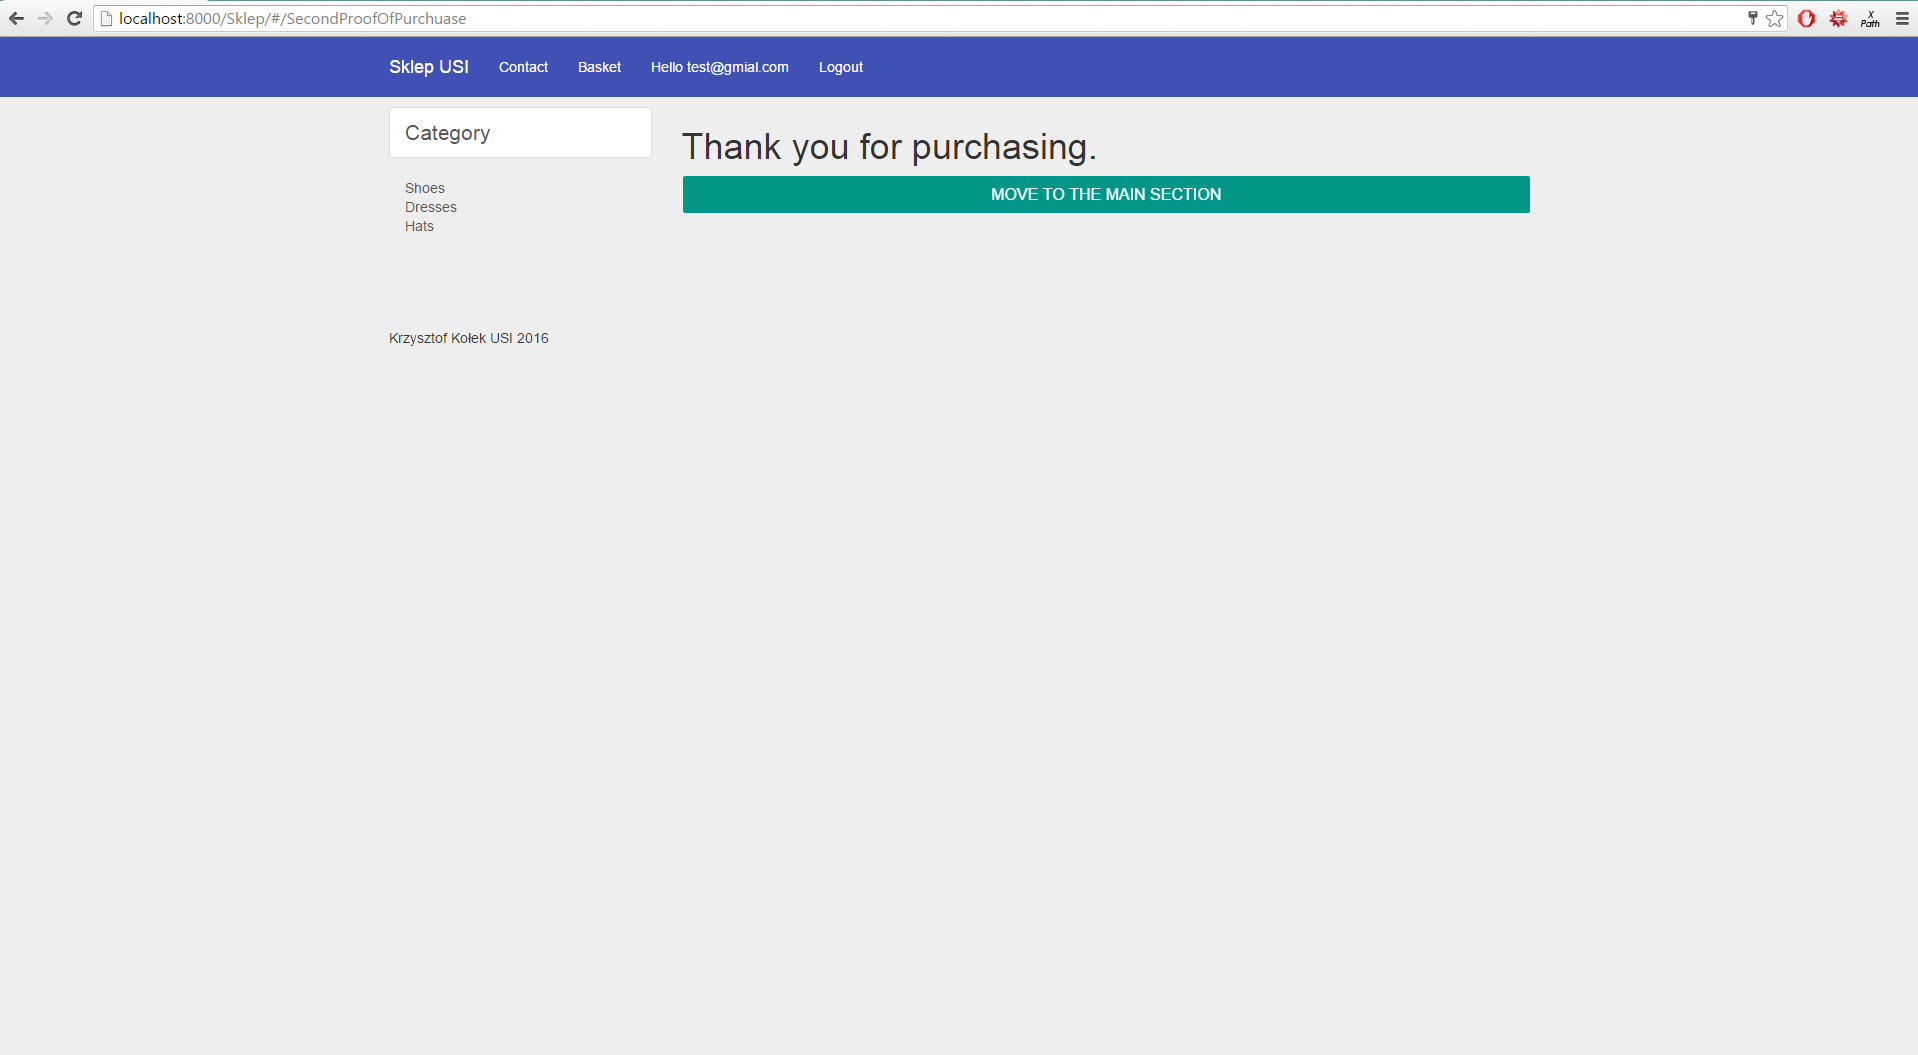 localhost:8000/Sklep/#/SecondProofOfPurchuase
X
Path
Sklep USI Contact Basket Hello test@gmial.com Logout
Category
Shoes
Dresses
Hats
Thank you for purchasing.
MOVE TO THE MAIN SECTION
Krzysztof Kołek USI 2016